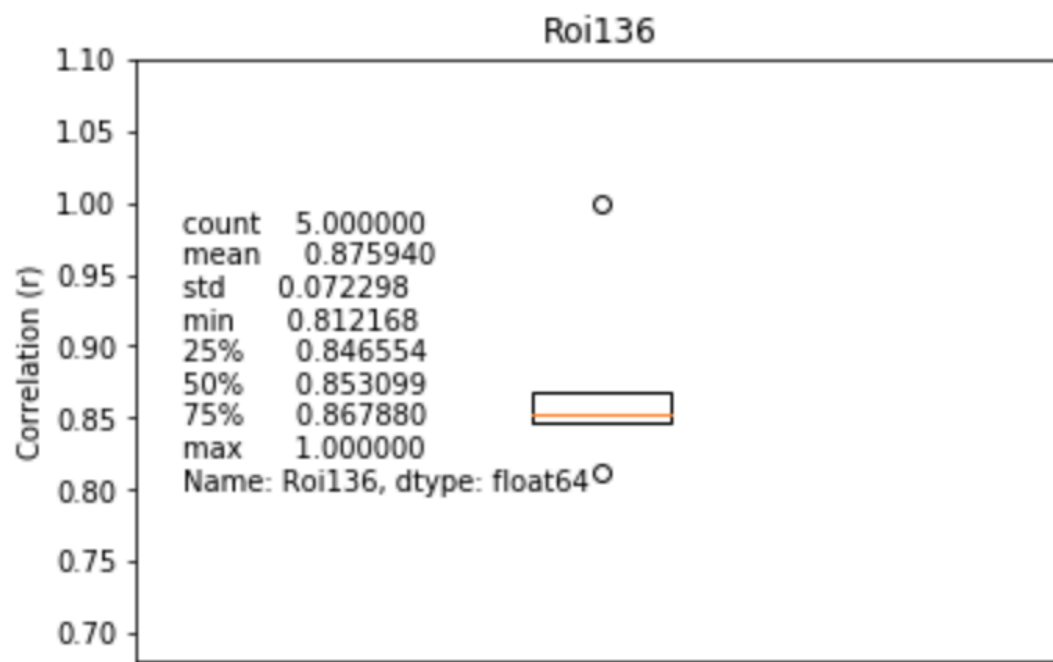 Roi136
1.10
1.05
1.00
0.95
0.90
0.85
0.80
0.75
0.70
Correlation (r)
count 5.000000
mean 0.875940
std 0.072298
min 0.812168
25% 0.846554
50% 0.853099
75% 0.867880
max 1.000000
Name: Roi136, dtype: float64